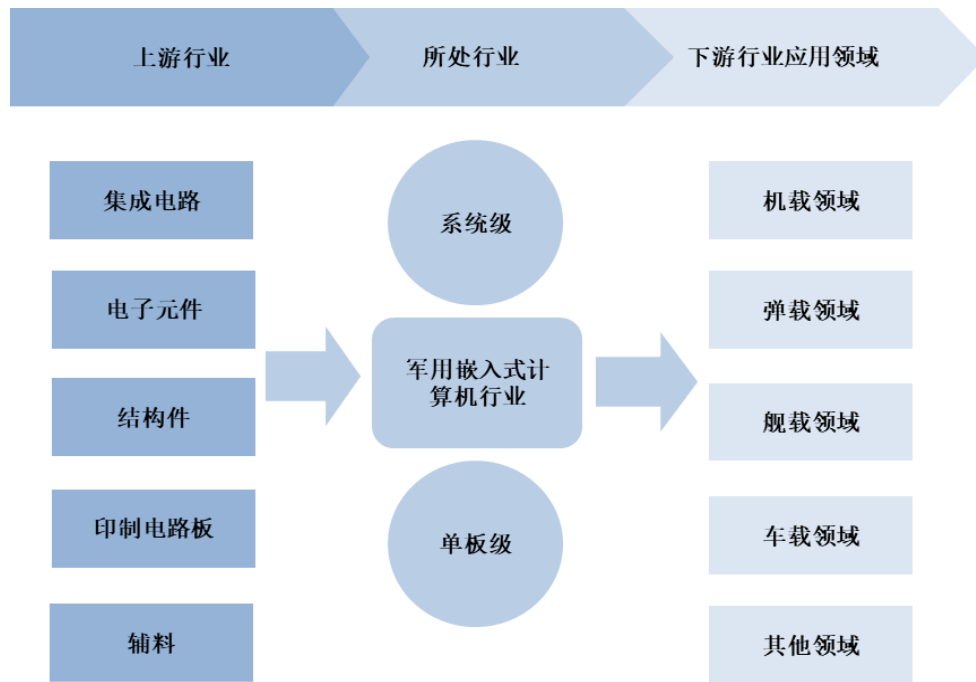 上游行业
所处行业
下游行业应用领域
集成电路
电子元件
结构件
印制电路板
辅料
系统级
军用嵌入式计
算机行业
单板级
机载领域
弹载领域
舰载领域
车载领域
其他领域